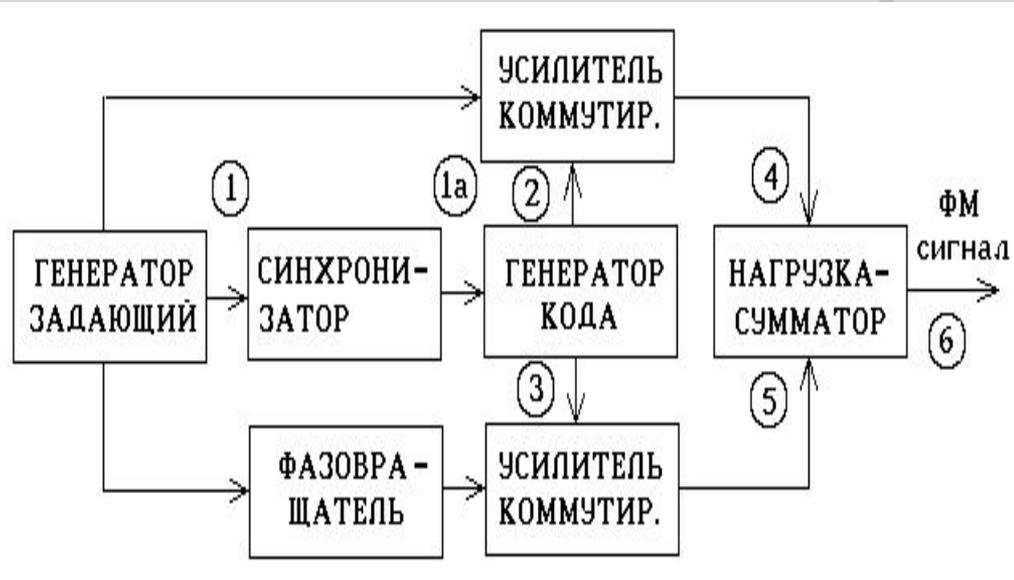 УСИЛИТЕЛЬ
КОММУТИР.
1
1а
2
4
ФМ
сигнал
ГЕНЕРАТОР
ЗАДАЮЩИЙ
СИНХРОНИ-
ЗАТОР
ГЕНЕРАТОР
КОДА
НАГРУЗКА-
СУММАТОР
6
3
5
ФАЗОВРА-
ЩАТЕЛЬ
УСИЛИТЕЛЬ
КОММУТИР.